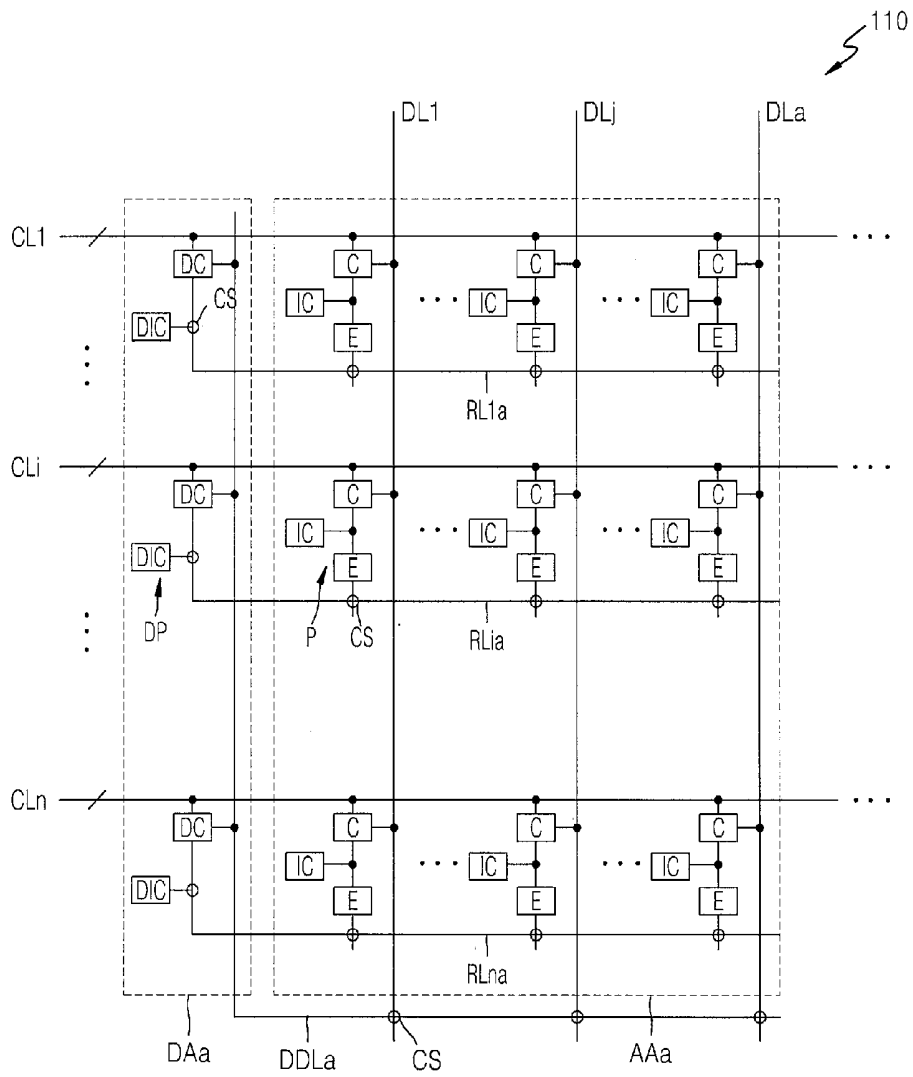 110
DL1 DLj DLa
CL1
DC C C C
CS
IC ••• IC ••• IC •••
DIC E E E
RL1a
CLi
DC C C C
IC ••• IC ••• IC •••
DIC E E E
DP P CS RLia
CLn
DC C C C
IC ••• IC ••• IC •••
DIC E E E
RLna
DAa DDLa CS AAa